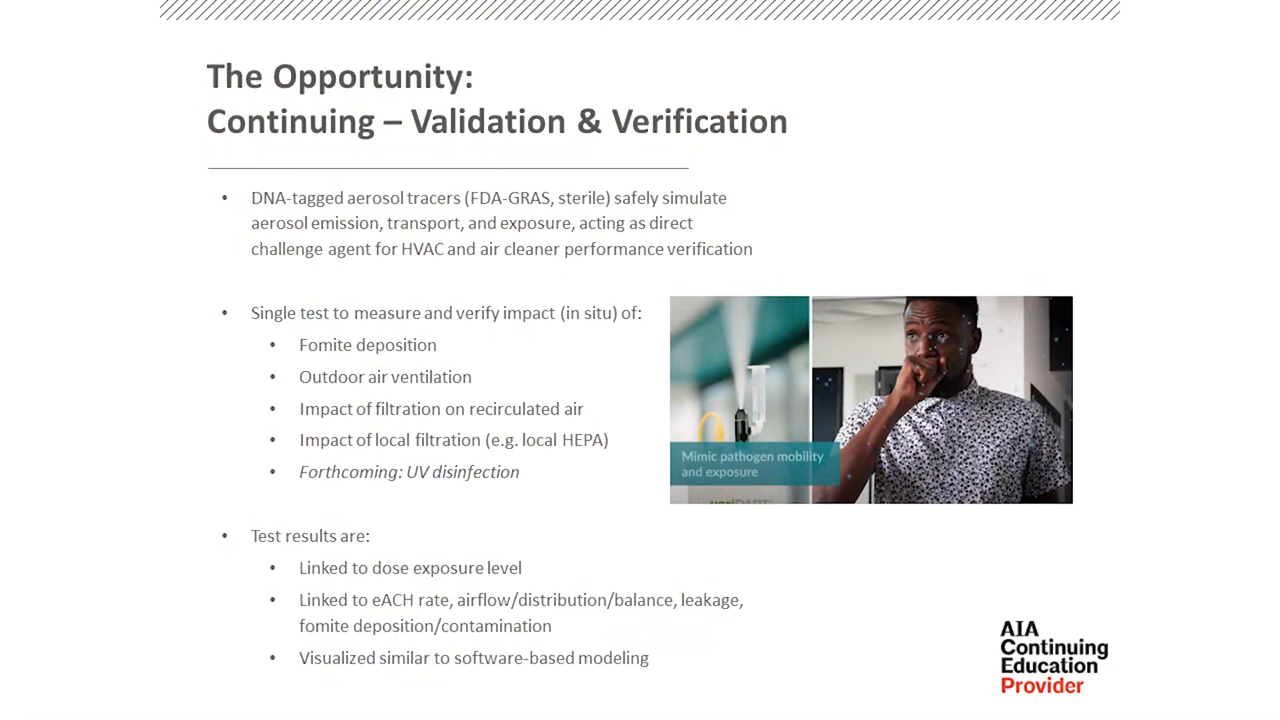 The Opportunity:
Continuing – Validation & Verification
• DNA-tagged aerosol tracers (FDA-GRAS, sterile) safely simulate
aerosol emission, transport, and exposure, acting as direct
challenge agent for HVAC and air cleaner performance verification
• Single test to measure and verify impact (in situ) of:
• Fomite deposition
• Outdoor air ventilation
• Impact of filtration on recirculated air
• Impact of local filtration (e.g. local HEPA)
• Forthcoming: UV disinfection
Mimic pathogen mobility
and exposure
• Test results are:
• Linked to dose exposure level
• Linked to eACH rate, airflow/distribution/balance, leakage,
fomite deposition/contamination
• Visualized similar to software-based modeling
AIA
Continuing
Education
Provider